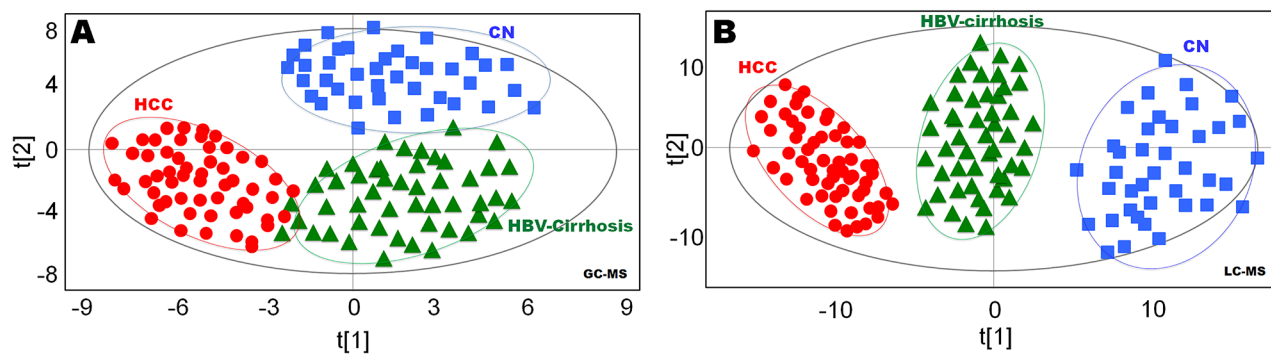 A
8
4
0
-4
-8
t[2]
CN
HCC
HBV-Cirrhosis
GC-MS
-9 -6 -3 0 3 6 9
t[1]
B
HBV-cirrhosis
10
0
-10
t[2]
HCC
CN
LC-MS
-10 0 10
t[1]